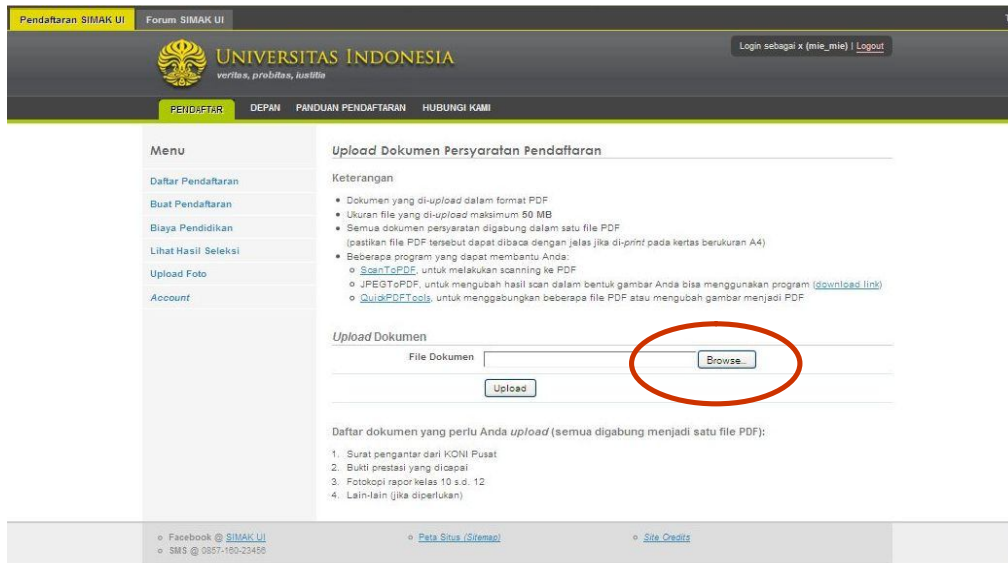 Pendaftaran SIMAK UI
Forum SIMAK UI
UNIVERSITAS INDONESIA
veritas, probitas, iustitia
Login sebagai x (mie_mie) | Logout
PENDAFTAR
DEPAN
PANDUAN PENDAFTARAN
HUBUNGI KAMI
Menu
Daftar Pendaftaran
Buat Pendaftaran
Biaya Pendidikan
Lihat Hasil Seleksi
Upload Foto
Account
Upload Dokumen Persyaratan Pendaftaran
Keterangan
Dokumen yang di-upload dalam format PDF
Ukuran file yang di-upload maksimum 50 MB
Semua dokumen persyaratan digabung dalam satu file PDF
(pastikan file PDF tersebut dapat dibaca dengan jelas jika di-print pada kertas berukuran A4)
Beberapa program yang dapat membantu Anda:
ScanToPDF, untuk melakukan scanning ke PDF
JPEGToPDF, untuk mengubah hasil scan dalam bentuk gambar Anda bisa menggunakan program (download link)
QuickPDFTools, untuk menggabungkan beberapa file PDF atau mengubah gambar menjadi PDF
Upload Dokumen
File Dokumen
Browse...
Upload
Daftar dokumen yang perlu Anda upload (semua digabung menjadi satu file PDF):
1. Surat pengantar dari KONI Pusat
2. Bukti prestasi yang dicapai
3. Fotokopi rapor kelas 10 s.d. 12
4. Lain-lain (jika diperlukan)
Facebook @ SIMAK UI
SMS @ 0857-160-23456
Peta Situs (Sitemap)
Site Credits